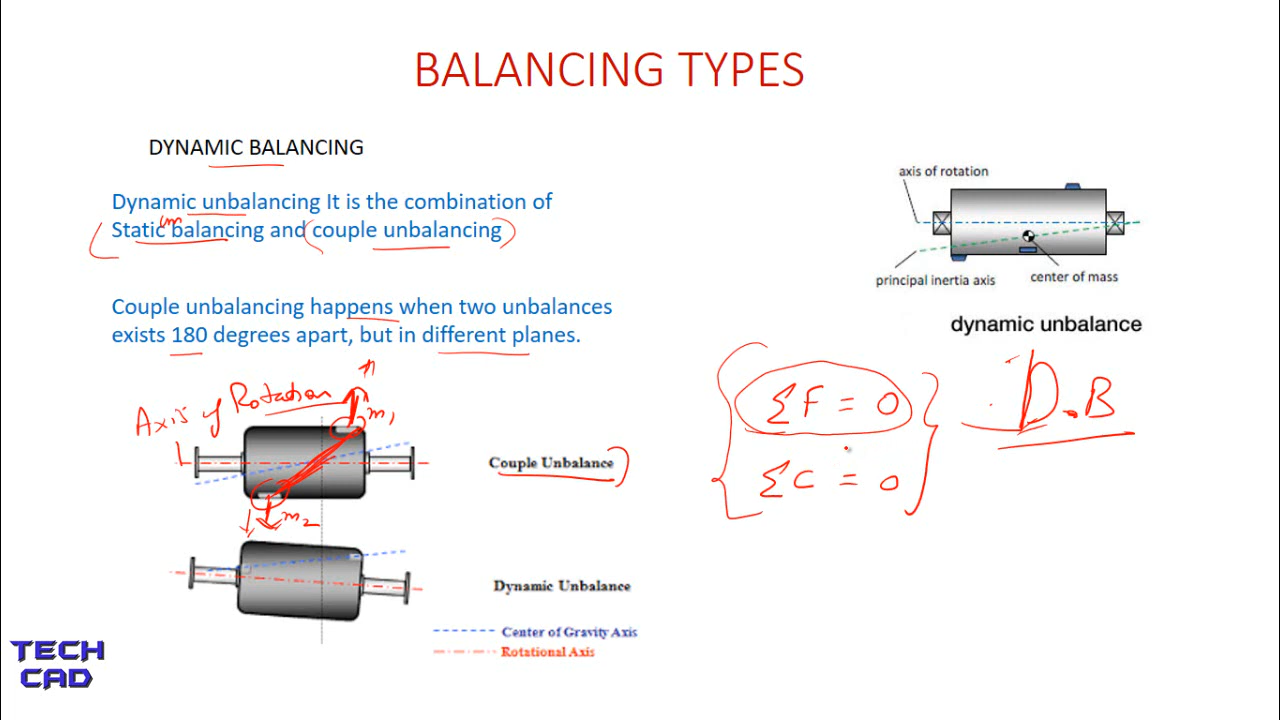 BALANCING TYPES
DYNAMIC BALANCING
Dynamic unbalancing It is the combination of
un
Static balancing and (couple unbalancing)
Couple unbalancing happens when two unbalances
exists 180 degrees apart, but in different planes.
axis of rotation
principal inertia axis
center of mass
dynamic unbalance
Axis of Rotation
m1
m2
Couple Unbalance
ΣF = 0
ΣC = 0
D.B
Dynamic Unbalance
Center of Gravity Axis
Rotational Axis
TECH
CAD